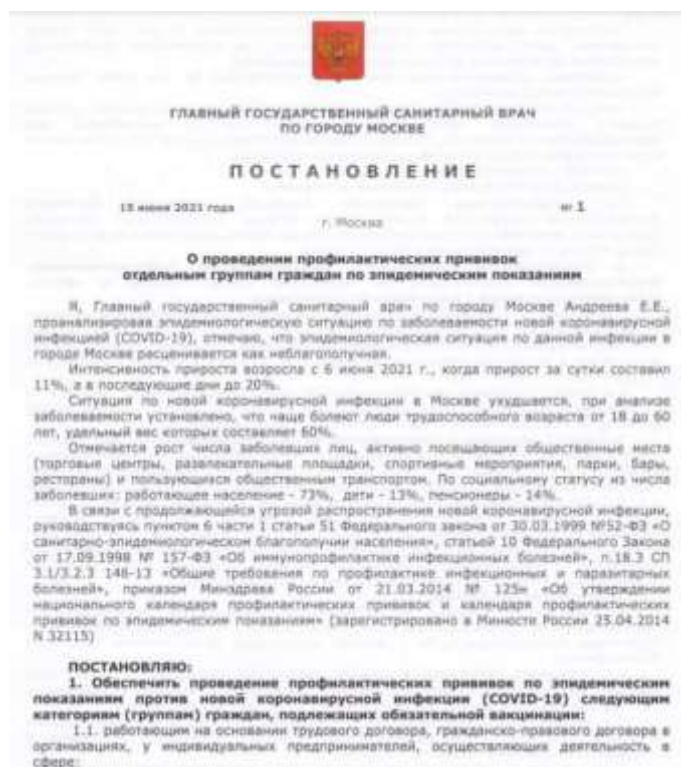 ГЛАВНЫЙ ГОСУДАРСТВЕННЫЙ САНИТАРНЫЙ ВРАЧ
ПО ГОРОДУ МОСКВЕ
ПОСТАНОВЛЕНИЕ
15 июня 2021 года № 1
г. Москва
О проведении профилактических прививок
отдельным группам граждан по эпидемическим показаниям
Я, Главный государственный санитарный врач по городу Москве Андреева Е.Е.,
проанализировав эпидемиологическую ситуацию по заболеваемости новой коронавирусной
инфекцией (COVID-19), отмечаю, что эпидемиологическая ситуация по данной инфекции в
городе Москве расценивается как неблагополучная.
Интенсивность прироста возросла с 6 июня 2021 г., когда прирост за сутки составил
11%, а в последующие дни до 20%.
Ситуация по новой коронавирусной инфекции в Москве ухудшается, при анализе
заболеваемости установлено, что чаще болеют люди трудоспособного возраста от 18 до 60
лет, удельный вес которых составляет 60%.
Отмечается рост числа заболевших лиц, активно посещающих общественные места
(торговые центры, развлекательные площадки, спортивные мероприятия, парки, бары,
рестораны) и пользующихся общественным транспортом. По социальному статусу из числа
заболевших: работающее население - 73%, дети - 13%, пенсионеры - 14%.
В связи с продолжающейся угрозой распространения новой коронавирусной инфекции,
руководствуясь пунктом 6 части 1 статьи 51 Федерального закона от 30.03.1999 №52-ФЗ «О
санитарно-эпидемиологическом благополучии населения», статьей 10 Федерального Закона
от 17.09.1998 № 157-ФЗ «Об иммунопрофилактике инфекционных болезней», п.18.3 СП
3.1/3.2.3 146-13 «Общие требования по профилактике инфекционных и паразитарных
болезней», приказом Минздрава России от 21.03.2014 № 125н «Об утверждении
национального календаря профилактических прививок и календаря профилактических
прививок по эпидемическим показаниям» (зарегистрировано в Минюсте России 25.04.2014
N 32115)
ПОСТАНОВЛЯЮ:
1. Обеспечить проведение профилактических прививок по эпидемическим
показаниям против новой коронавирусной инфекции (COVID-19) следующим
категориям (группам) граждан, подлежащих обязательной вакцинации:
1.1. работающим на основании трудового договора, гражданско-правового договора в
организациях, у индивидуальных предпринимателей, осуществляющих деятельность в
сфере: